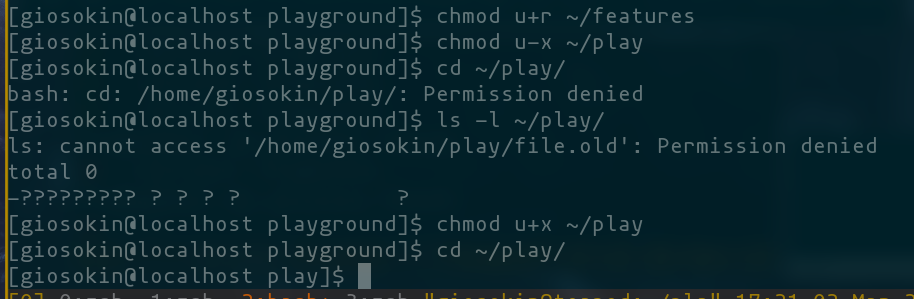 [giosokin@localhost playground]$ chmod u+r ~/features
[giosokin@localhost playground]$ chmod u-x ~/play
[giosokin@localhost playground]$ cd ~/play/
bash: cd: /home/giosokin/play/: Permission denied
[giosokin@localhost playground]$ ls -l ~/play/
ls: cannot access '/home/giosokin/play/file.old': Permission denied
total 0
-????????? ? ? ? ?            ?
[giosokin@localhost playground]$ chmod u+x ~/play
[giosokin@localhost playground]$ cd ~/play/
[giosokin@localhost play]$